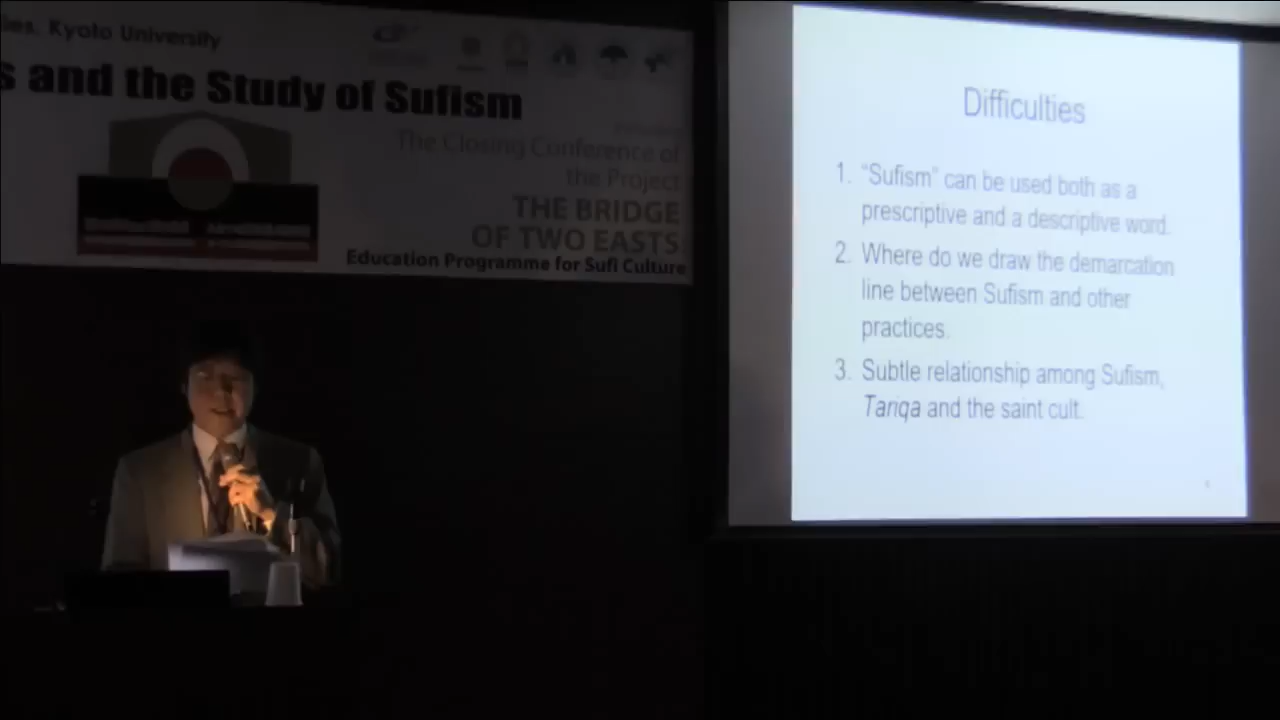 ies, Kyoto University
s and the Study of Sufism
The Closing Conference of
the Project
THE BRIDGE
OF TWO EASTS
Education Programme for Sufi Culture
Difficulties
1. “Sufism” can be used both as a
prescriptive and a descriptive word.
2. Where do we draw the demarcation
line between Sufism and other
practices.
3. Subtle relationship among Sufism,
Tariqa and the saint cult.